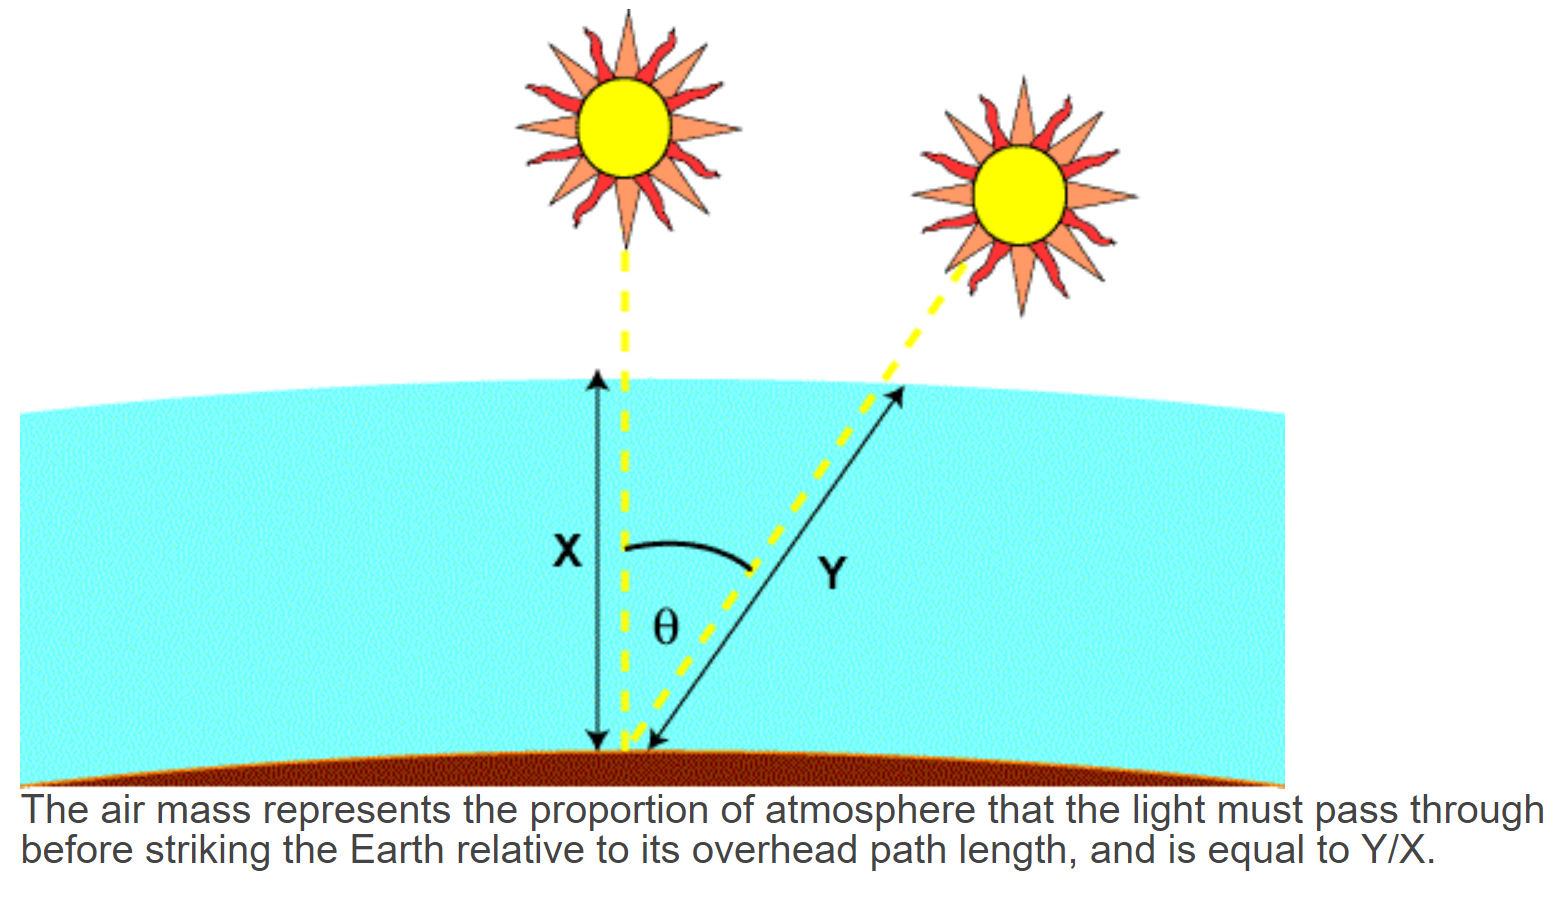 X
Y
θ
The air mass represents the proportion of atmosphere that the light must pass through
before striking the Earth relative to its overhead path length, and is equal to Y/X.